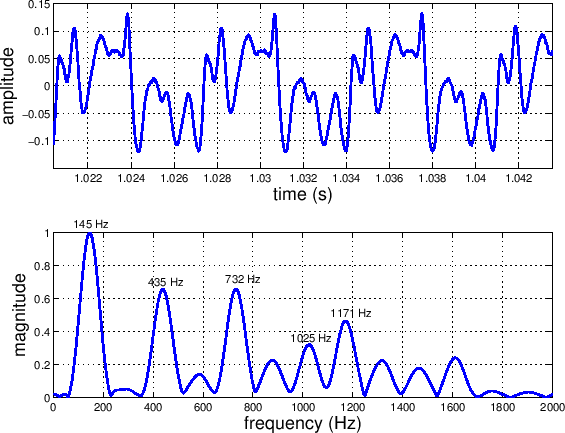 0.15
0.1
0.05
0
−0.05
−0.1
amplitude
1.022 1.024 1.026 1.028 1.03 1.032 1.034 1.036 1.038 1.04 1.042
time (s)
145 Hz
435 Hz
732 Hz
1025 Hz
1171 Hz
1
0.8
0.6
0.4
0.2
0
magnitude
0 200 400 600 800 1000 1200 1400 1600 1800 2000
frequency (Hz)